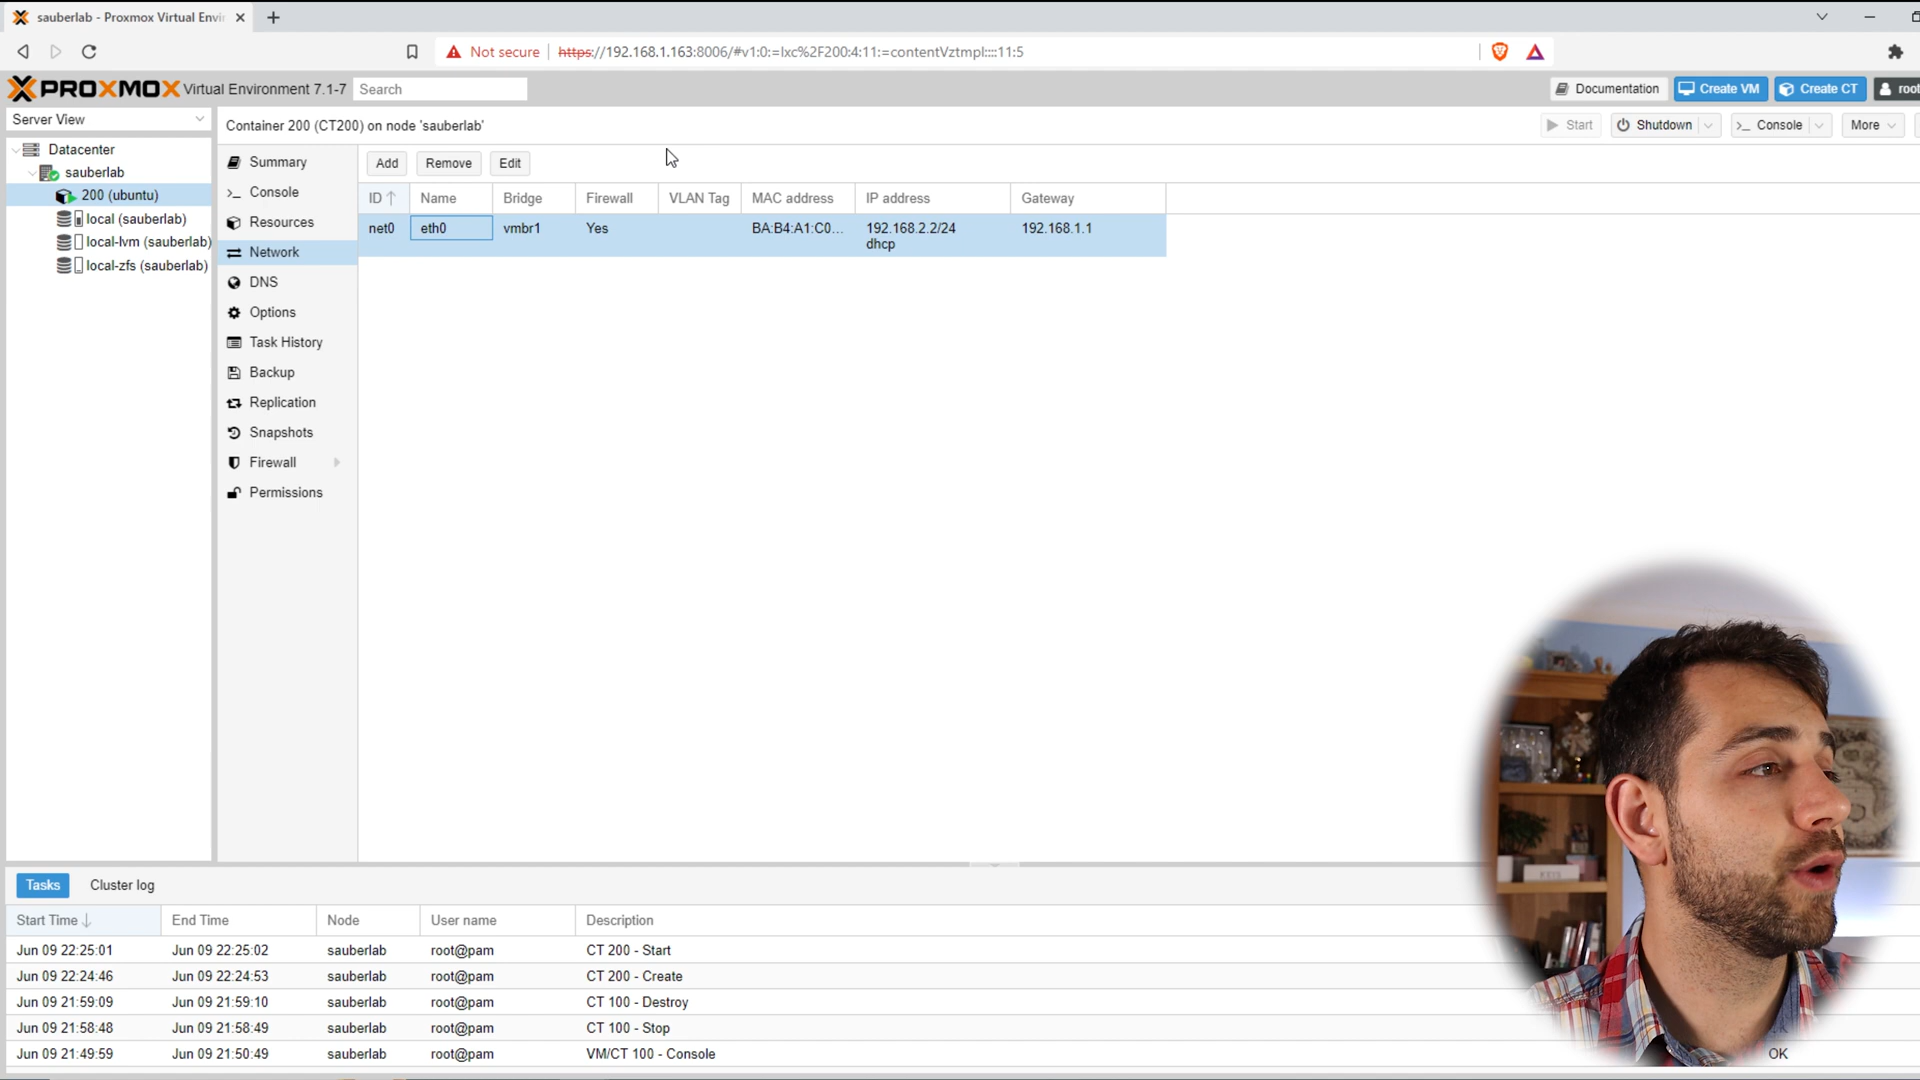 sauberlab - Proxmox Virtual Envi
Not secure https://192.168.1.163:8006/#v1:0:=lxc%2F200:4:11:=contentVztmpl::::11:5
PROXMOX Virtual Environment 7.1-7 Search Documentation Create VM Create CT root
Server View
Container 200 (CT200) on node 'sauberlab' Start Shutdown Console More
Datacenter
sauberlab
200 (ubuntu)
local (sauberlab)
local-lvm (sauberlab)
local-zfs (sauberlab)
Summary
Console
Resources
Network
DNS
Options
Task History
Backup
Replication
Snapshots
Firewall
Permissions
Add Remove Edit
ID Name Bridge Firewall VLAN Tag MAC address IP address Gateway
net0 eth0 vmbr1 Yes BA:B4:A1:C0... 192.168.2.2/24 192.168.1.1
dhcp
KEYS
Tasks Cluster log
Start Time End Time Node User name Description
Jun 09 22:25:01 Jun 09 22:25:02 sauberlab root@pam CT 200 - Start
Jun 09 22:24:46 Jun 09 22:24:53 sauberlab root@pam CT 200 - Create
Jun 09 21:59:09 Jun 09 21:59:10 sauberlab root@pam CT 100 - Destroy
Jun 09 21:58:48 Jun 09 21:58:49 sauberlab root@pam CT 100 - Stop
Jun 09 21:49:59 Jun 09 21:50:49 sauberlab root@pam VM/CT 100 - Console OK